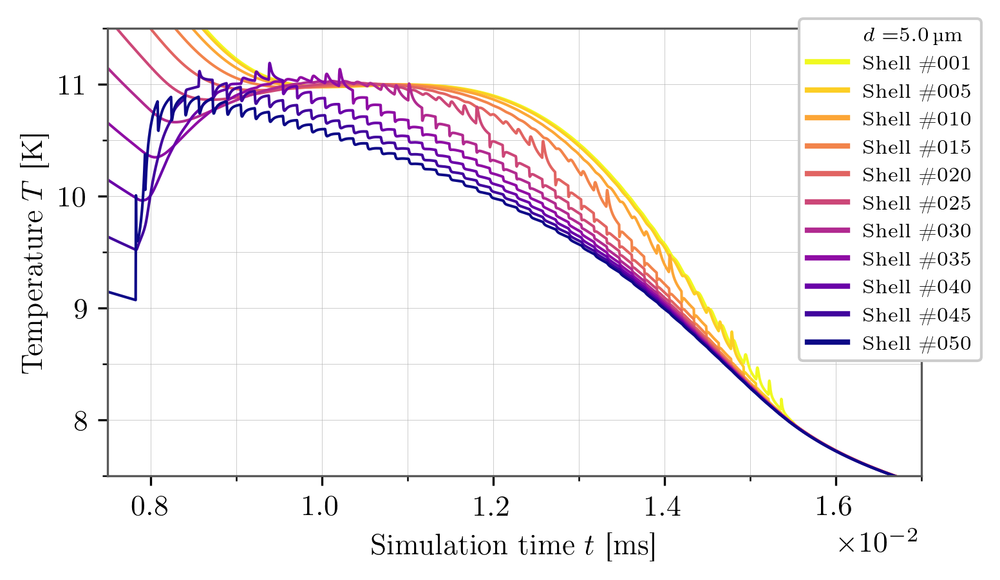 d =5.0 µm
Shell #001
Shell #005
Shell #010
Shell #015
Shell #020
Shell #025
Shell #030
Shell #035
Shell #040
Shell #045
Shell #050
Temperature T [K]
11
10
9
8
0.8 1.0 1.2 1.4 1.6
×10⁻²
Simulation time t [ms]